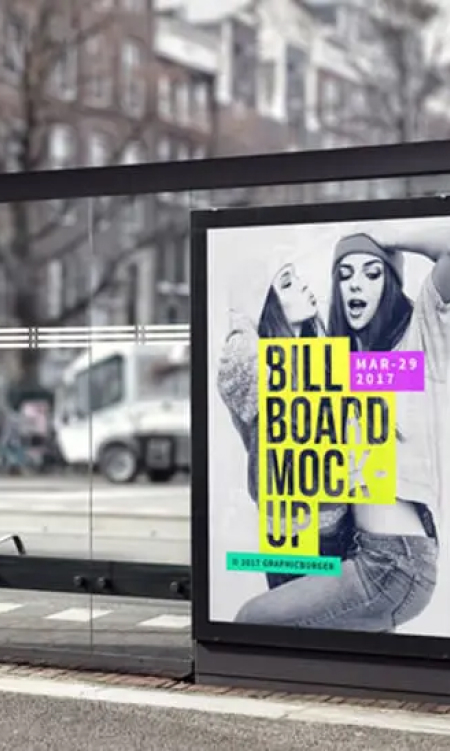 BILL
MAR-29
2017
BOARD
MOCK-
UP
© 2017 GRAPHICBURGER